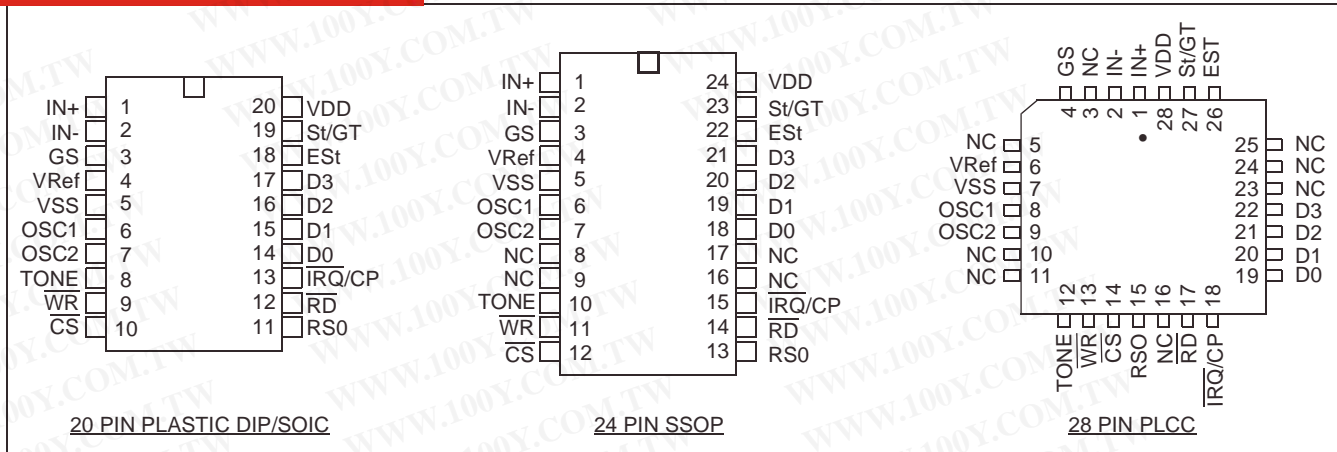 IN+ 1 20 VDD
IN- 2 19 St/GT
GS 3 18 ESt
VRef 4 17 D3
VSS 5 16 D2
OSC1 6 15 D1
OSC2 7 14 D0
TONE 8 13 IRQ/CP
WR 9 12 RD
CS 10 11 RS0
20 PIN PLASTIC DIP/SOIC
IN+ 1 24 VDD
IN- 2 23 St/GT
GS 3 22 ESt
VRef 4 21 D3
VSS 5 20 D2
OSC1 6 19 D1
OSC2 7 18 D0
NC 8 17 NC
NC 9 16 NC
TONE 10 15 IRQ/CP
WR 11 14 RD
CS 12 13 RS0
24 PIN SSOP
GS NC IN- IN+ VDD St/GT EST
4 3 2 1 28 27 26
NC 5 25 NC
VRef 6 24 NC
VSS 7 23 NC
OSC1 8 22 D3
OSC2 9 21 D2
NC 10 20 D1
NC 11 19 D0
12 13 14 15 16 17 18
TONE WR CS RSO NC RD IRQ/CP
28 PIN PLCC
WWW.100Y.COM.TW